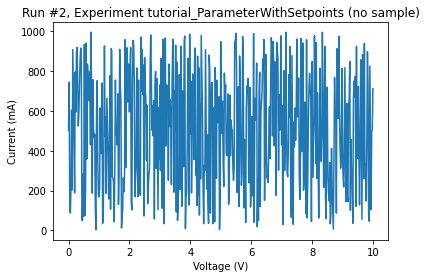 Run #2, Experiment tutorial_ParameterWithSetpoints (no sample)
1000
800
600
400
200
0
Current (mA)
0 2 4 6 8 10
Voltage (V)